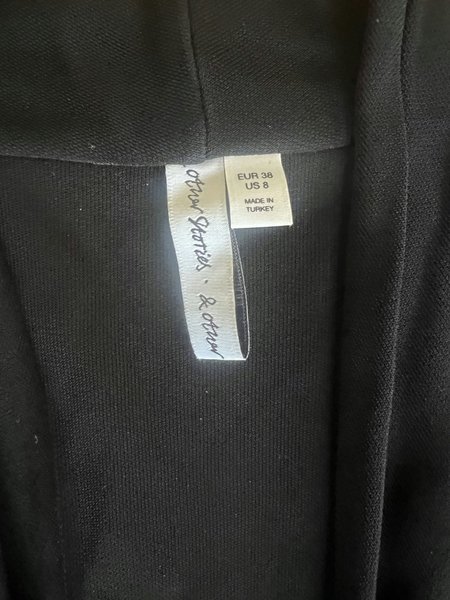 & other Stories . & other
EUR 38
US 8
MADE IN
TURKEY